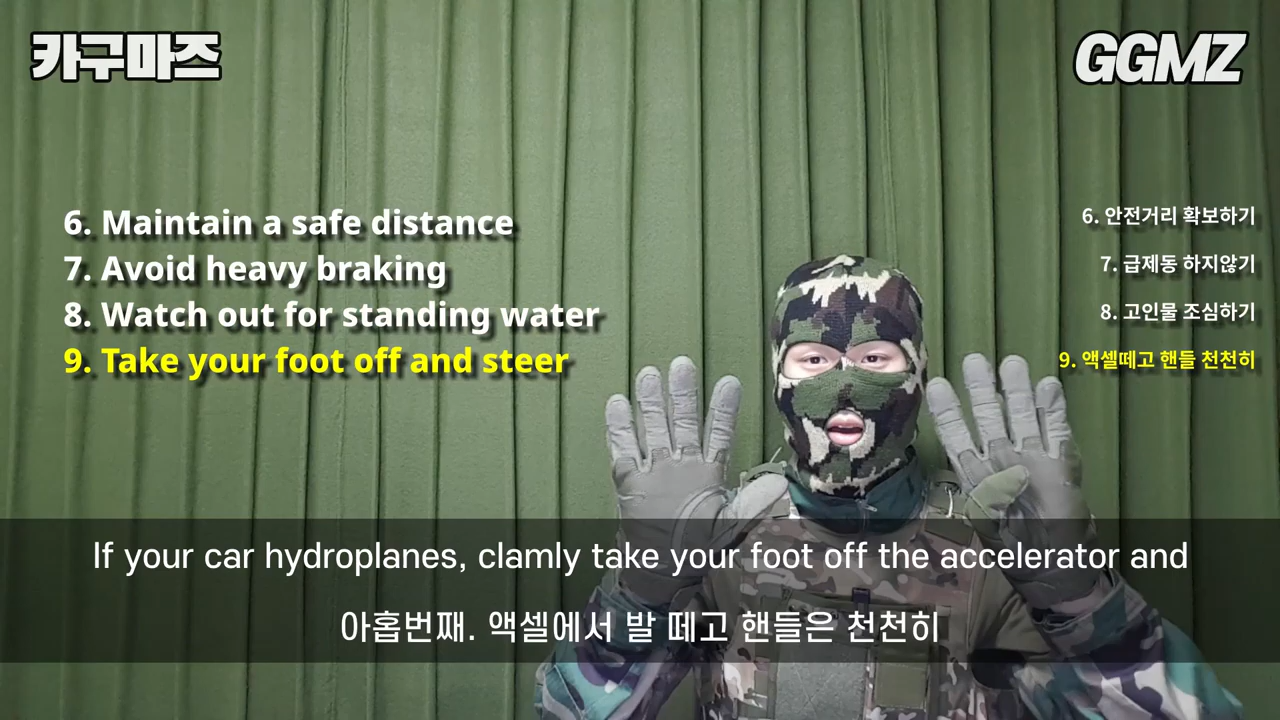 카구마즈
GGMZ
6. Maintain a safe distance
7. Avoid heavy braking
8. Watch out for standing water
9. Take your foot off and steer
6. 안전거리 확보하기
7. 급제동 하지않기
8. 고인물 조심하기
9. 액셀떼고 핸들 천천히
If your car hydroplanes, clamly take your foot off the accelerator and
아홉번째. 액셀에서 발 떼고 핸들은 천천히